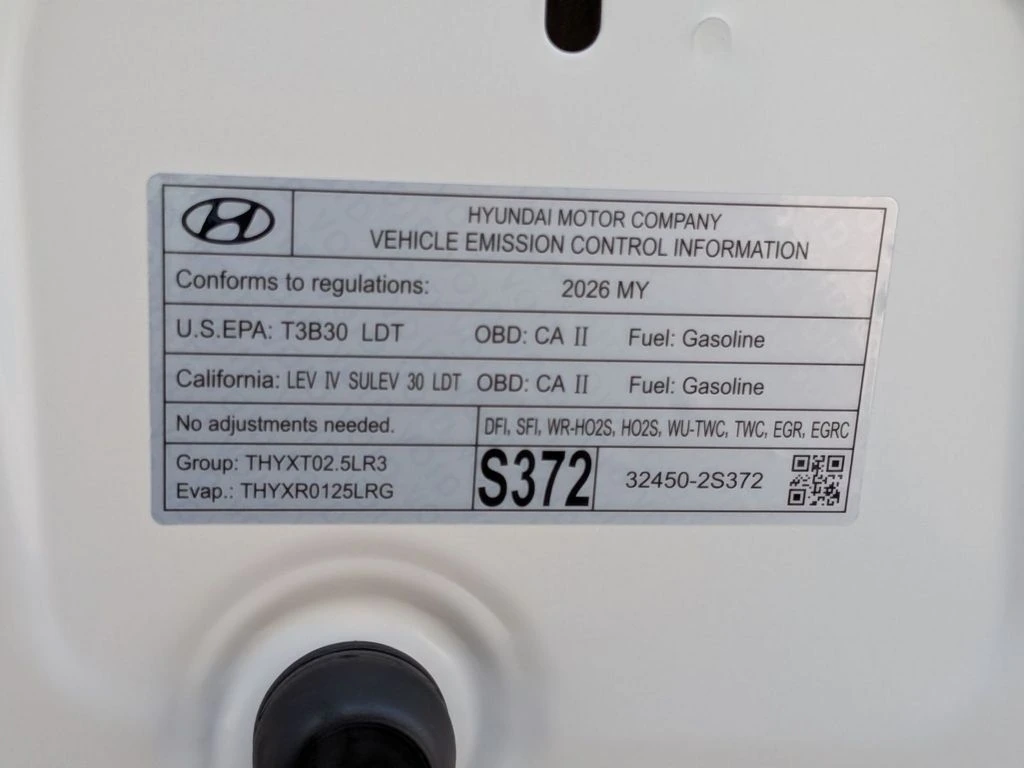 HYUNDAI MOTOR COMPANY
VEHICLE EMISSION CONTROL INFORMATION
Conforms to regulations: 2026 MY
U.S.EPA: T3B30 LDT OBD: CA II Fuel: Gasoline
California: LEV IV SULEV 30 LDT OBD: CA II Fuel: Gasoline
No adjustments needed. DFI, SFI, WR-HO2S, HO2S, WU-TWC, TWC, EGR, EGRC
Group: THYXT02.5LR3
Evap.: THYXR0125LRG
S372
32450-2S372